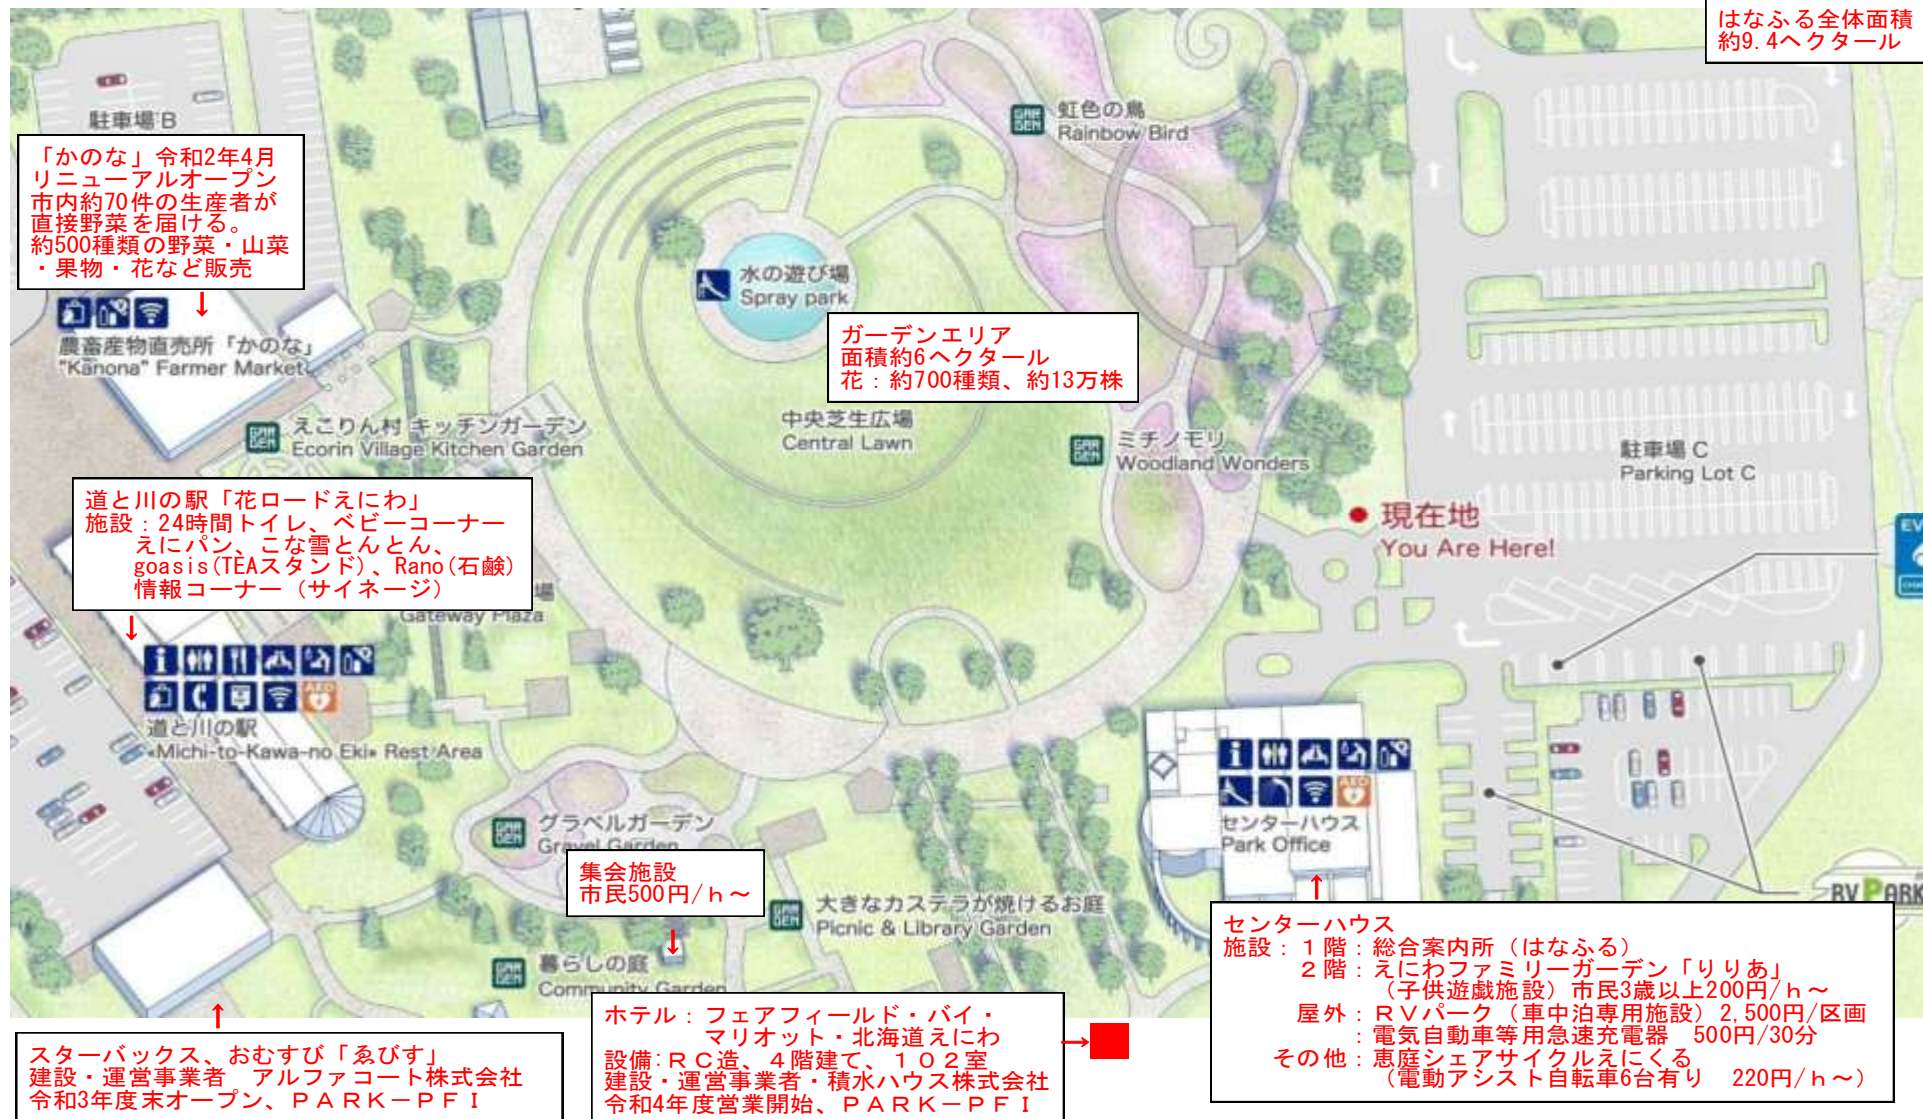 はなふる全体面積
約9.4ヘクタール
駐車場 B
「かのな」令和2年4月
リニューアルオープン
市内約70件の生産者が
直接野菜を届ける。
約500種類の野菜・山菜
・果物・花など販売
農畜産物直売所「かのな」
"Kanona" Farmer Market
虹色の鳥
Rainbow Bird
GAR
DEN
水の遊び場
Spray park
ガーデンエリア
面積約6ヘクタール
花：約700種類、約13万株
中央芝生広場
Central Lawn
GAR
DEN
えこりん村 キッチンガーデン
Ecorin Village Kitchen Garden
GAR
DEN
ミチノモリ
Woodland Wonders
駐車場 C
Parking Lot C
現在地
You Are Here!
EV
道と川の駅「花ロードえにわ」
施設：24時間トイレ、ベビーコーナー
えにパン、こな雪とんとん、
goasis(TEAスタンド)、Rano(石鹸)
情報コーナー（サイネージ）
場
Gateway Plaza
AED
道と川の駅
«Michi-to-Kawa-no Eki» Rest Area
AED
センターハウス
Park Office
GAR
DEN
グラベルガーデン
Gravel Garden
集会施設
市民500円/ｈ～
GAR
DEN
大きなカステラが焼けるお庭
Picnic & Library Garden
GAR
DEN
暮らしの庭
Community Garden
RV PARK
センターハウス
施設：１階：総合案内所（はなふる）
２階：えにわファミリーガーデン「りりあ」
（子供遊戯施設）市民3歳以上200円/ｈ～
屋外：ＲＶパーク（車中泊専用施設）2,500円/区画
：電気自動車等用急速充電器　500円/30分
その他：恵庭シェアサイクルえにくる
（電動アシスト自転車6台有り　220円/ｈ～）
ホテル：フェアフィールド・バイ・
マリオット・北海道えにわ
設備:ＲＣ造、４階建て、１０２室
建設・運営事業者・積水ハウス株式会社
令和4年度営業開始、ＰＡＲＫ－ＰＦＩ
スターバックス、おむすび「ゑびす」
建設・運営事業者　アルファコート株式会社
令和3年度末オープン、ＰＡＲＫ－ＰＦＩ